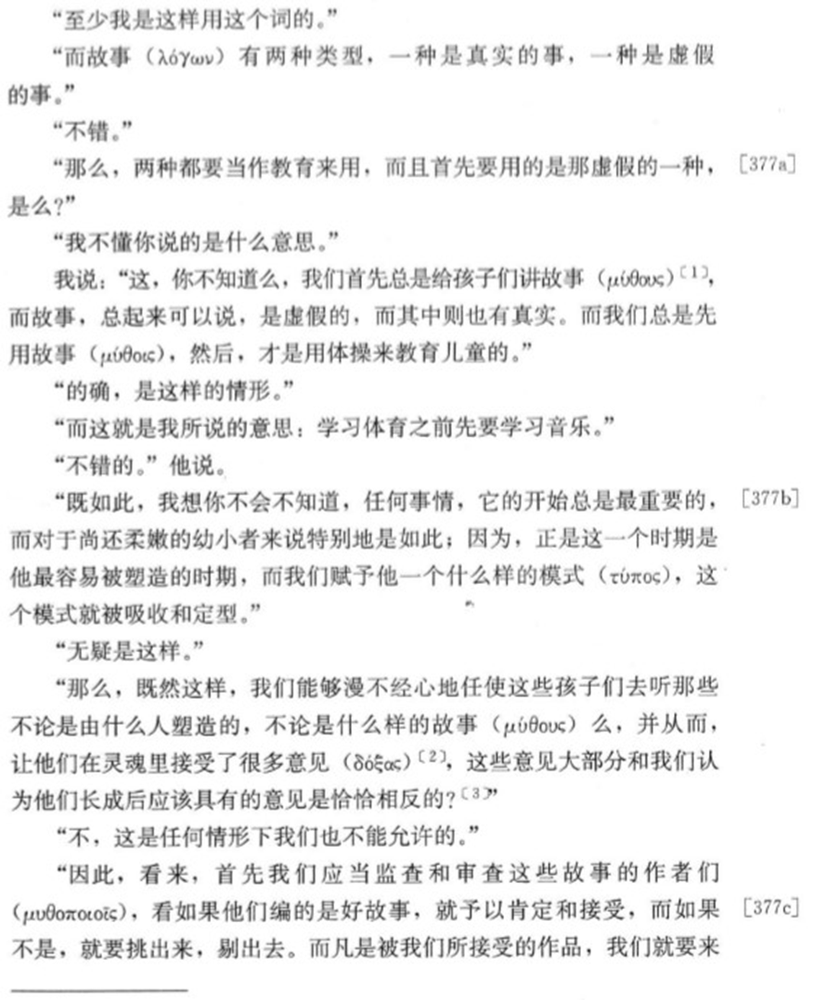 “至少我是这样用这个词的。”
“而故事（λόγων）有两种类型，一种是真实的事，一种是虚假
的事。”
“不错。”
“那么，两种都要当作教育来用，而且首先要用的是那虚假的一种， [377a]
是么？”
“我不懂你说的是什么意思。”
我说：“这，你不知道么，我们首先总是给孩子们讲故事（μύθους）〔1〕，
而故事，总起来可以说，是虚假的，而其中则也有真实。而我们总是先
用故事（μύθοις），然后，才是用体操来教育儿童的。”
“的确，是这样的情形。”
“而这就是我所说的意思：学习体育之前先要学习音乐。”
“不错的。”他说。
“既如此，我想你不会不知道，任何事情，它的开始总是最重要的， [377b]
而对于尚还柔嫩的幼小者来说特别地是如此；因为，正是这一个时期是
他最容易被塑造的时期，而我们赋予他一个什么样的模式（τύπος），这
个模式就被吸收和定型。”
“无疑是这样。”
“那么，既然这样，我们能够漫不经心地任使这些孩子们去听那些
不论是由什么人塑造的，不论是什么样的故事（μύθους）么，并从而，
让他们在灵魂里接受了很多意见（δόξας）〔2〕，这些意见大部分和我们认
为他们长成后应该具有的意见是恰恰相反的？〔3〕”
“不，这是任何情形下我们也不能允许的。”
“因此，看来，首先我们应当监查和审查这些故事的作者们
（μυθοποιοῖς），看如果他们编的是好故事，就予以肯定和接受，而如果 [377c]
不是，就要挑出来，剔出去。而凡是被我们所接受的作品，我们就要来